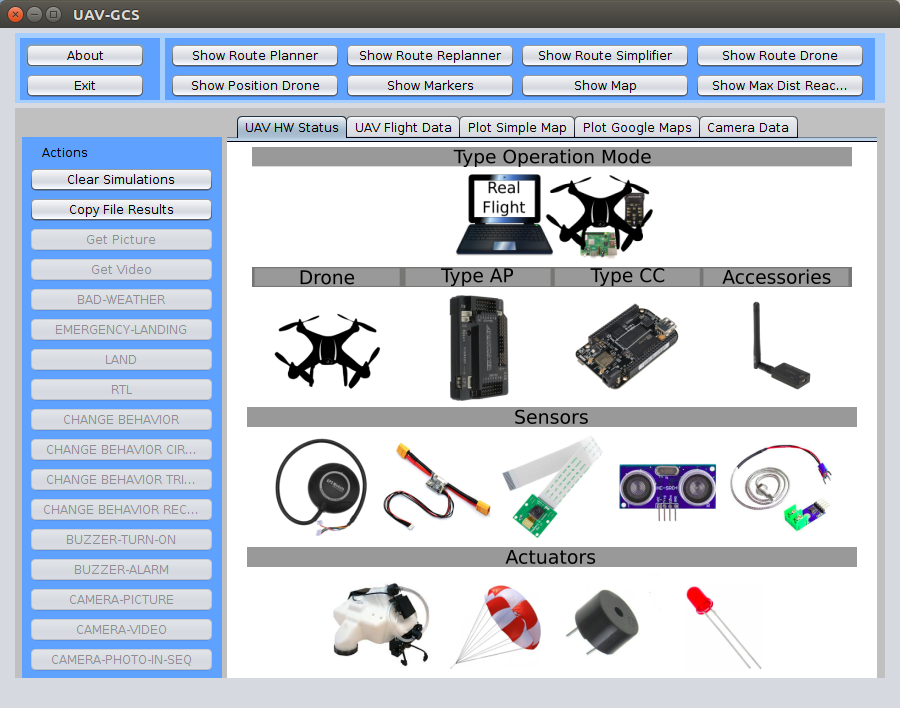 UAV-GCS
About
Show Route Planner
Show Route Replanner
Show Route Simplifier
Show Route Drone
Exit
Show Position Drone
Show Markers
Show Map
Show Max Dist Reac...
UAV HW Status
UAV Flight Data
Plot Simple Map
Plot Google Maps
Camera Data
Actions
Clear Simulations
Copy File Results
Get Picture
Get Video
BAD-WEATHER
EMERGENCY-LANDING
LAND
RTL
CHANGE BEHAVIOR
CHANGE BEHAVIOR CIR...
CHANGE BEHAVIOR TRI...
CHANGE BEHAVIOR REC...
BUZZER-TURN-ON
BUZZER-ALARM
CAMERA-PICTURE
CAMERA-VIDEO
CAMERA-PHOTO-IN-SEQ
Type Operation Mode
Real
Flight
Drone
Type AP
Type CC
Accessories
Sensors
Actuators